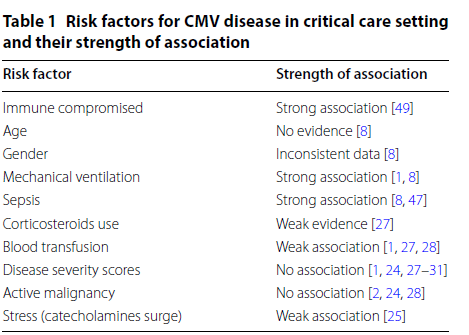 Table 1 Risk factors for CMV disease in critical care setting
and their strength of association
Risk factor Strength of association
Immune compromised Strong association [49]
Age No evidence [8]
Gender Inconsistent data [8]
Mechanical ventilation Strong association [1, 8]
Sepsis Strong association [8, 47]
Corticosteroids use Weak evidence [27]
Blood transfusion Weak association [1, 27, 28]
Disease severity scores No association [1, 24, 27–31]
Active malignancy No association [2, 24, 28]
Stress (catecholamines surge) Weak association [25]